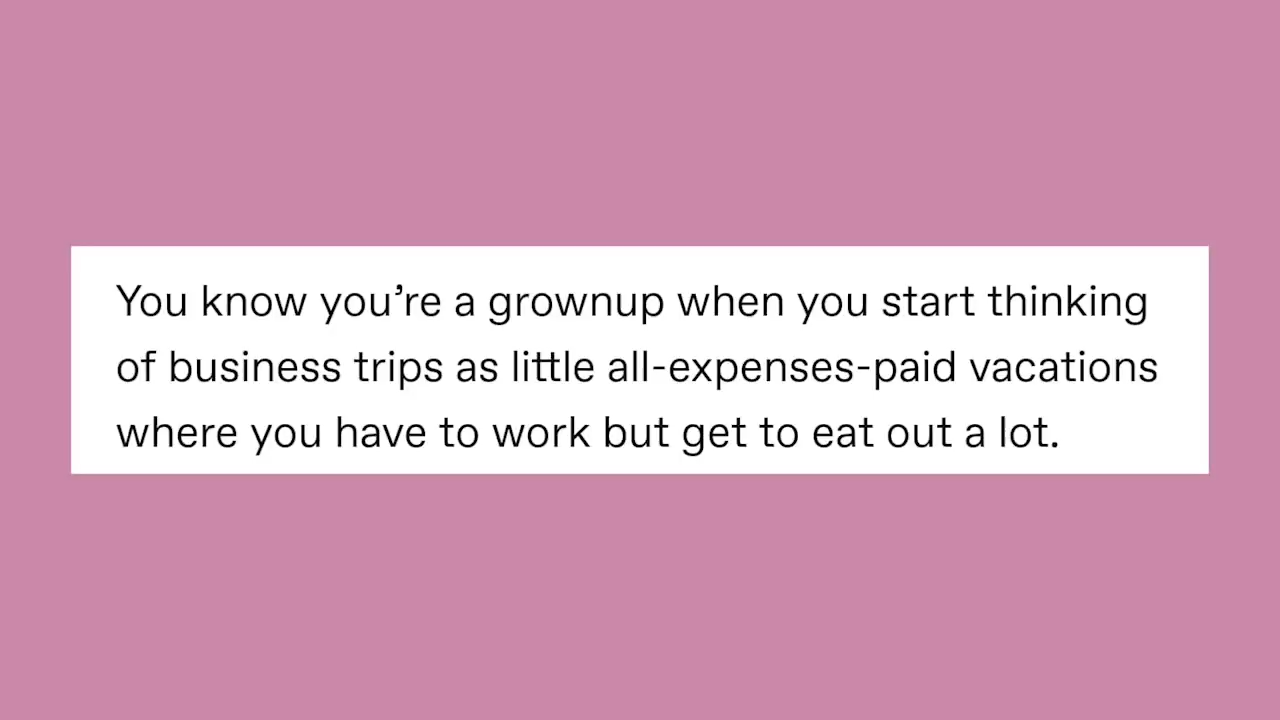 You know you’re a grownup when you start thinking
of business trips as little all-expenses-paid vacations
where you have to work but get to eat out a lot.